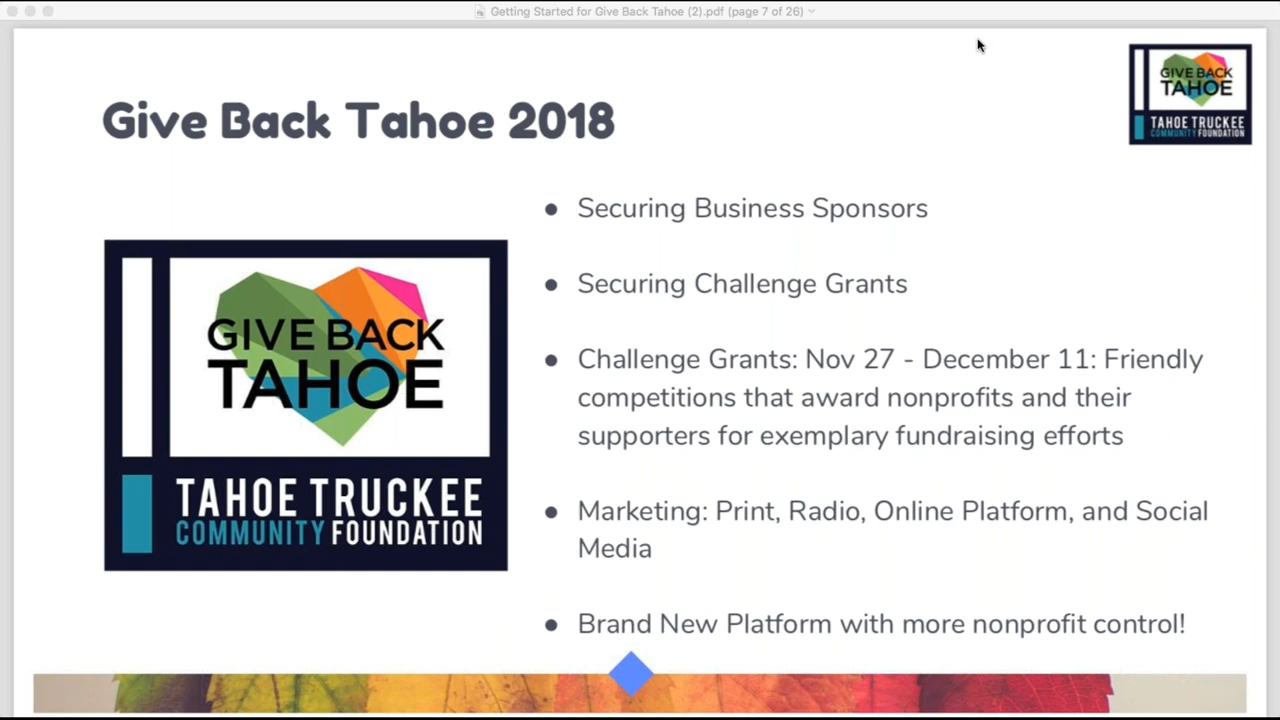 Getting Started for Give Back Tahoe (2).pdf (page 7 of 26)
GIVE BACK
TAHOE
TAHOE TRUCKEE
COMMUNITY FOUNDATION
Give Back Tahoe 2018
GIVE BACK
TAHOE
TAHOE TRUCKEE
COMMUNITY FOUNDATION
● Securing Business Sponsors
● Securing Challenge Grants
● Challenge Grants: Nov 27 - December 11: Friendly
competitions that award nonprofits and their
supporters for exemplary fundraising efforts
● Marketing: Print, Radio, Online Platform, and Social
Media
● Brand New Platform with more nonprofit control!